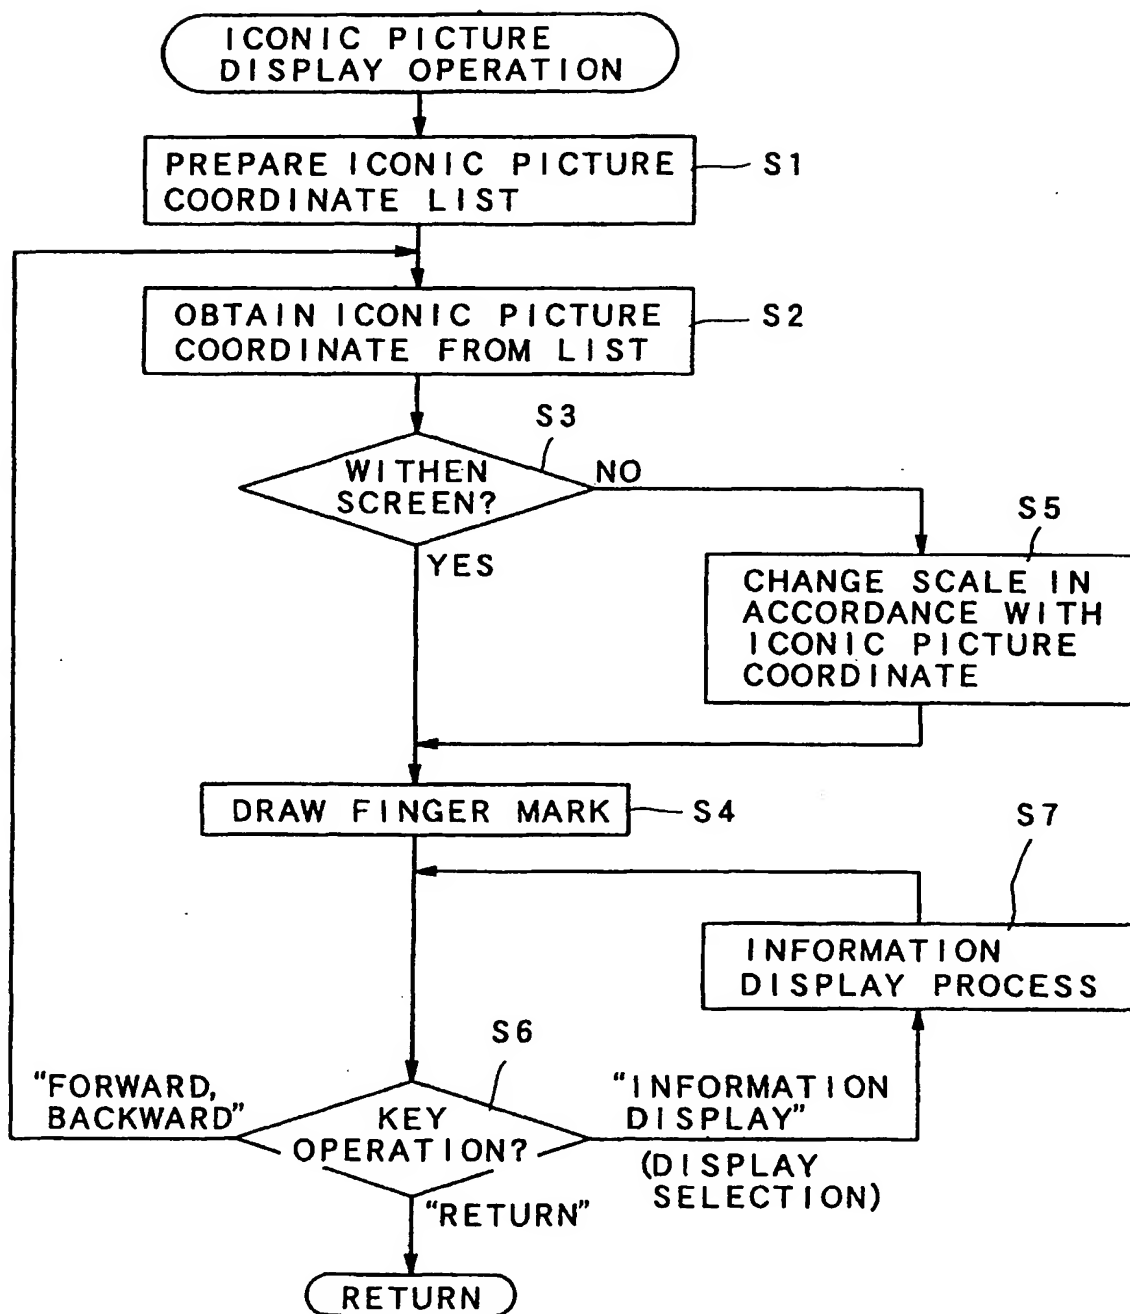 ICONIC PICTURE
DISPLAY OPERATION
PREPARE ICONIC PICTURE
COORDINATE LIST
S1
OBTAIN ICONIC PICTURE
COORDINATE FROM LIST
S2
S3
WITHEN
SCREEN?
NO
YES
S5
CHANGE SCALE IN
ACCORDANCE WITH
ICONIC PICTURE
COORDINATE
DRAW FINGER MARK
S4
S7
INFORMATION
DISPLAY PROCESS
S6
"FORWARD,
BACKWARD"
KEY
OPERATION?
"INFORMATION
DISPLAY"
(DISPLAY
SELECTION)
"RETURN"
RETURN